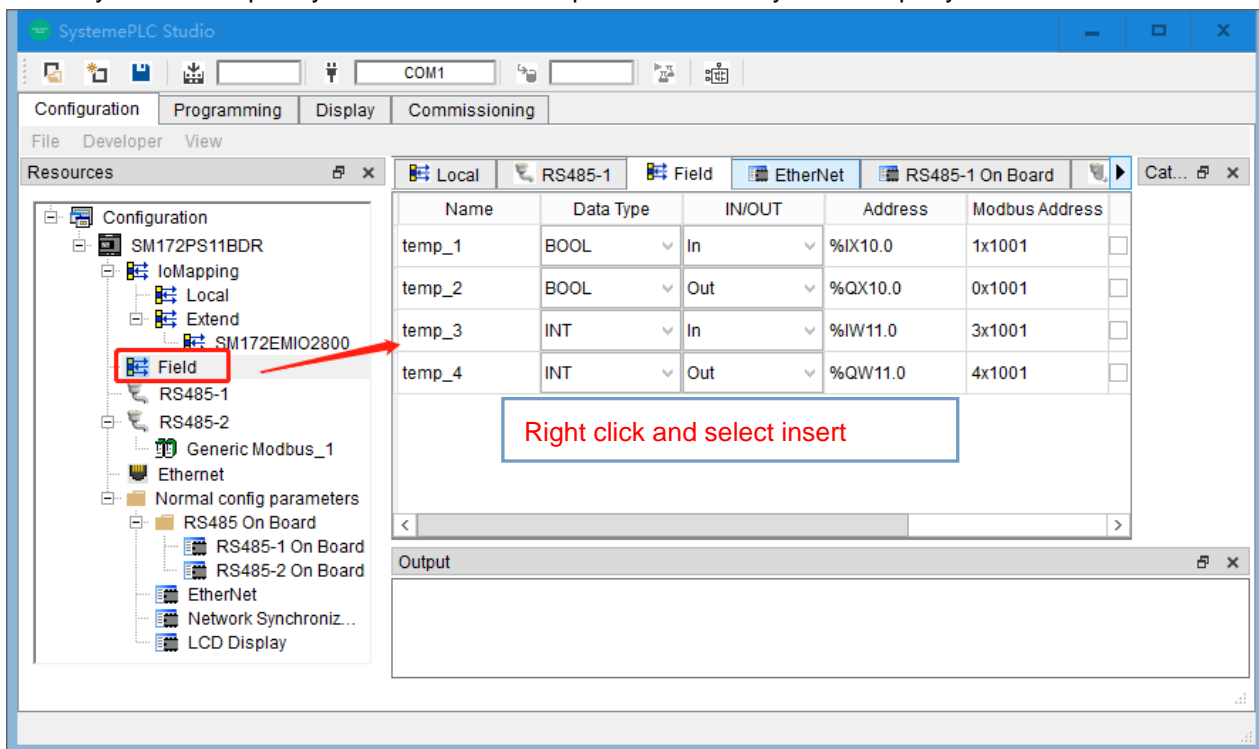 SystemePLC Studio
COM1
Configuration Programming Display Commissioning
File Developer View
Resources
Configuration
SM172PS11BDR
IoMapping
Local
Extend
SM172EMIO2800
Field
RS485-1
RS485-2
Generic Modbus_1
Ethernet
Normal config parameters
RS485 On Board
RS485-1 On Board
RS485-2 On Board
EtherNet
Network Synchroniz...
LCD Display
Local RS485-1 Field EtherNet RS485-1 On Board
Name Data Type IN/OUT Address Modbus Address
temp_1 BOOL In %IX10.0 1x1001
temp_2 BOOL Out %QX10.0 0x1001
temp_3 INT In %IW11.0 3x1001
temp_4 INT Out %QW11.0 4x1001
Right click and select insert
Output
Cat...